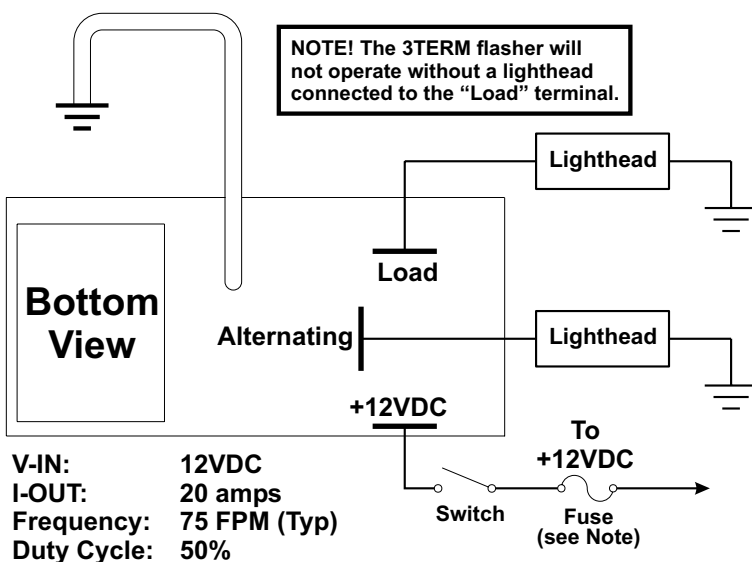 NOTE! The 3TERM flasher will
not operate without a lighthead
connected to the “Load” terminal.
Lighthead
Load
Bottom
View
Alternating
Lighthead
+12VDC
To
+12VDC
Switch
Fuse
(see Note)
V-IN: 12VDC
I-OUT: 20 amps
Frequency: 75 FPM (Typ)
Duty Cycle: 50%